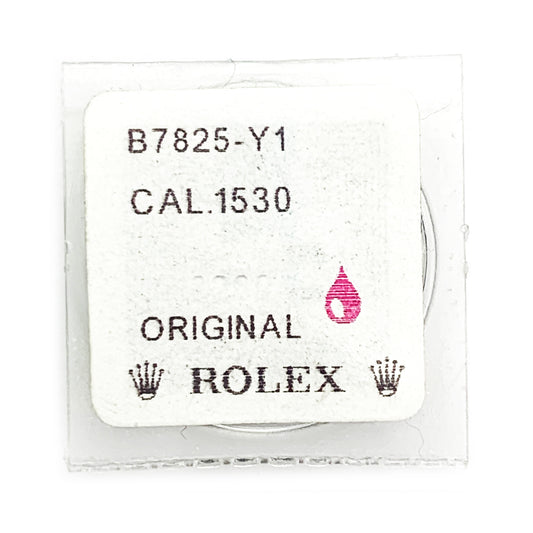 B7825-Y1
CAL.1530
ORIGINAL
ROLEX